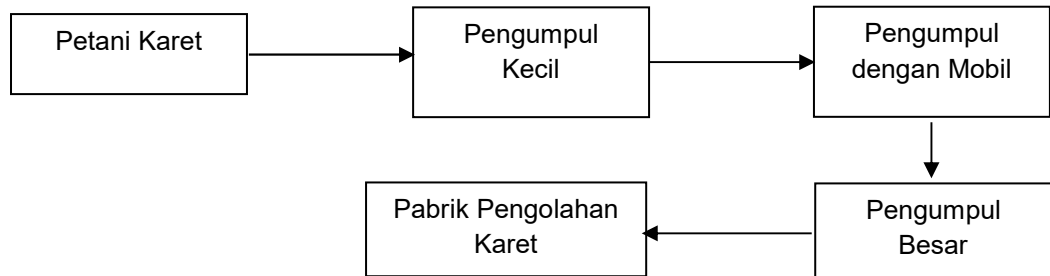 Petani Karet
Pengumpul
Kecil
Pengumpul
dengan Mobil
Pengumpul
Besar
Pabrik Pengolahan
Karet